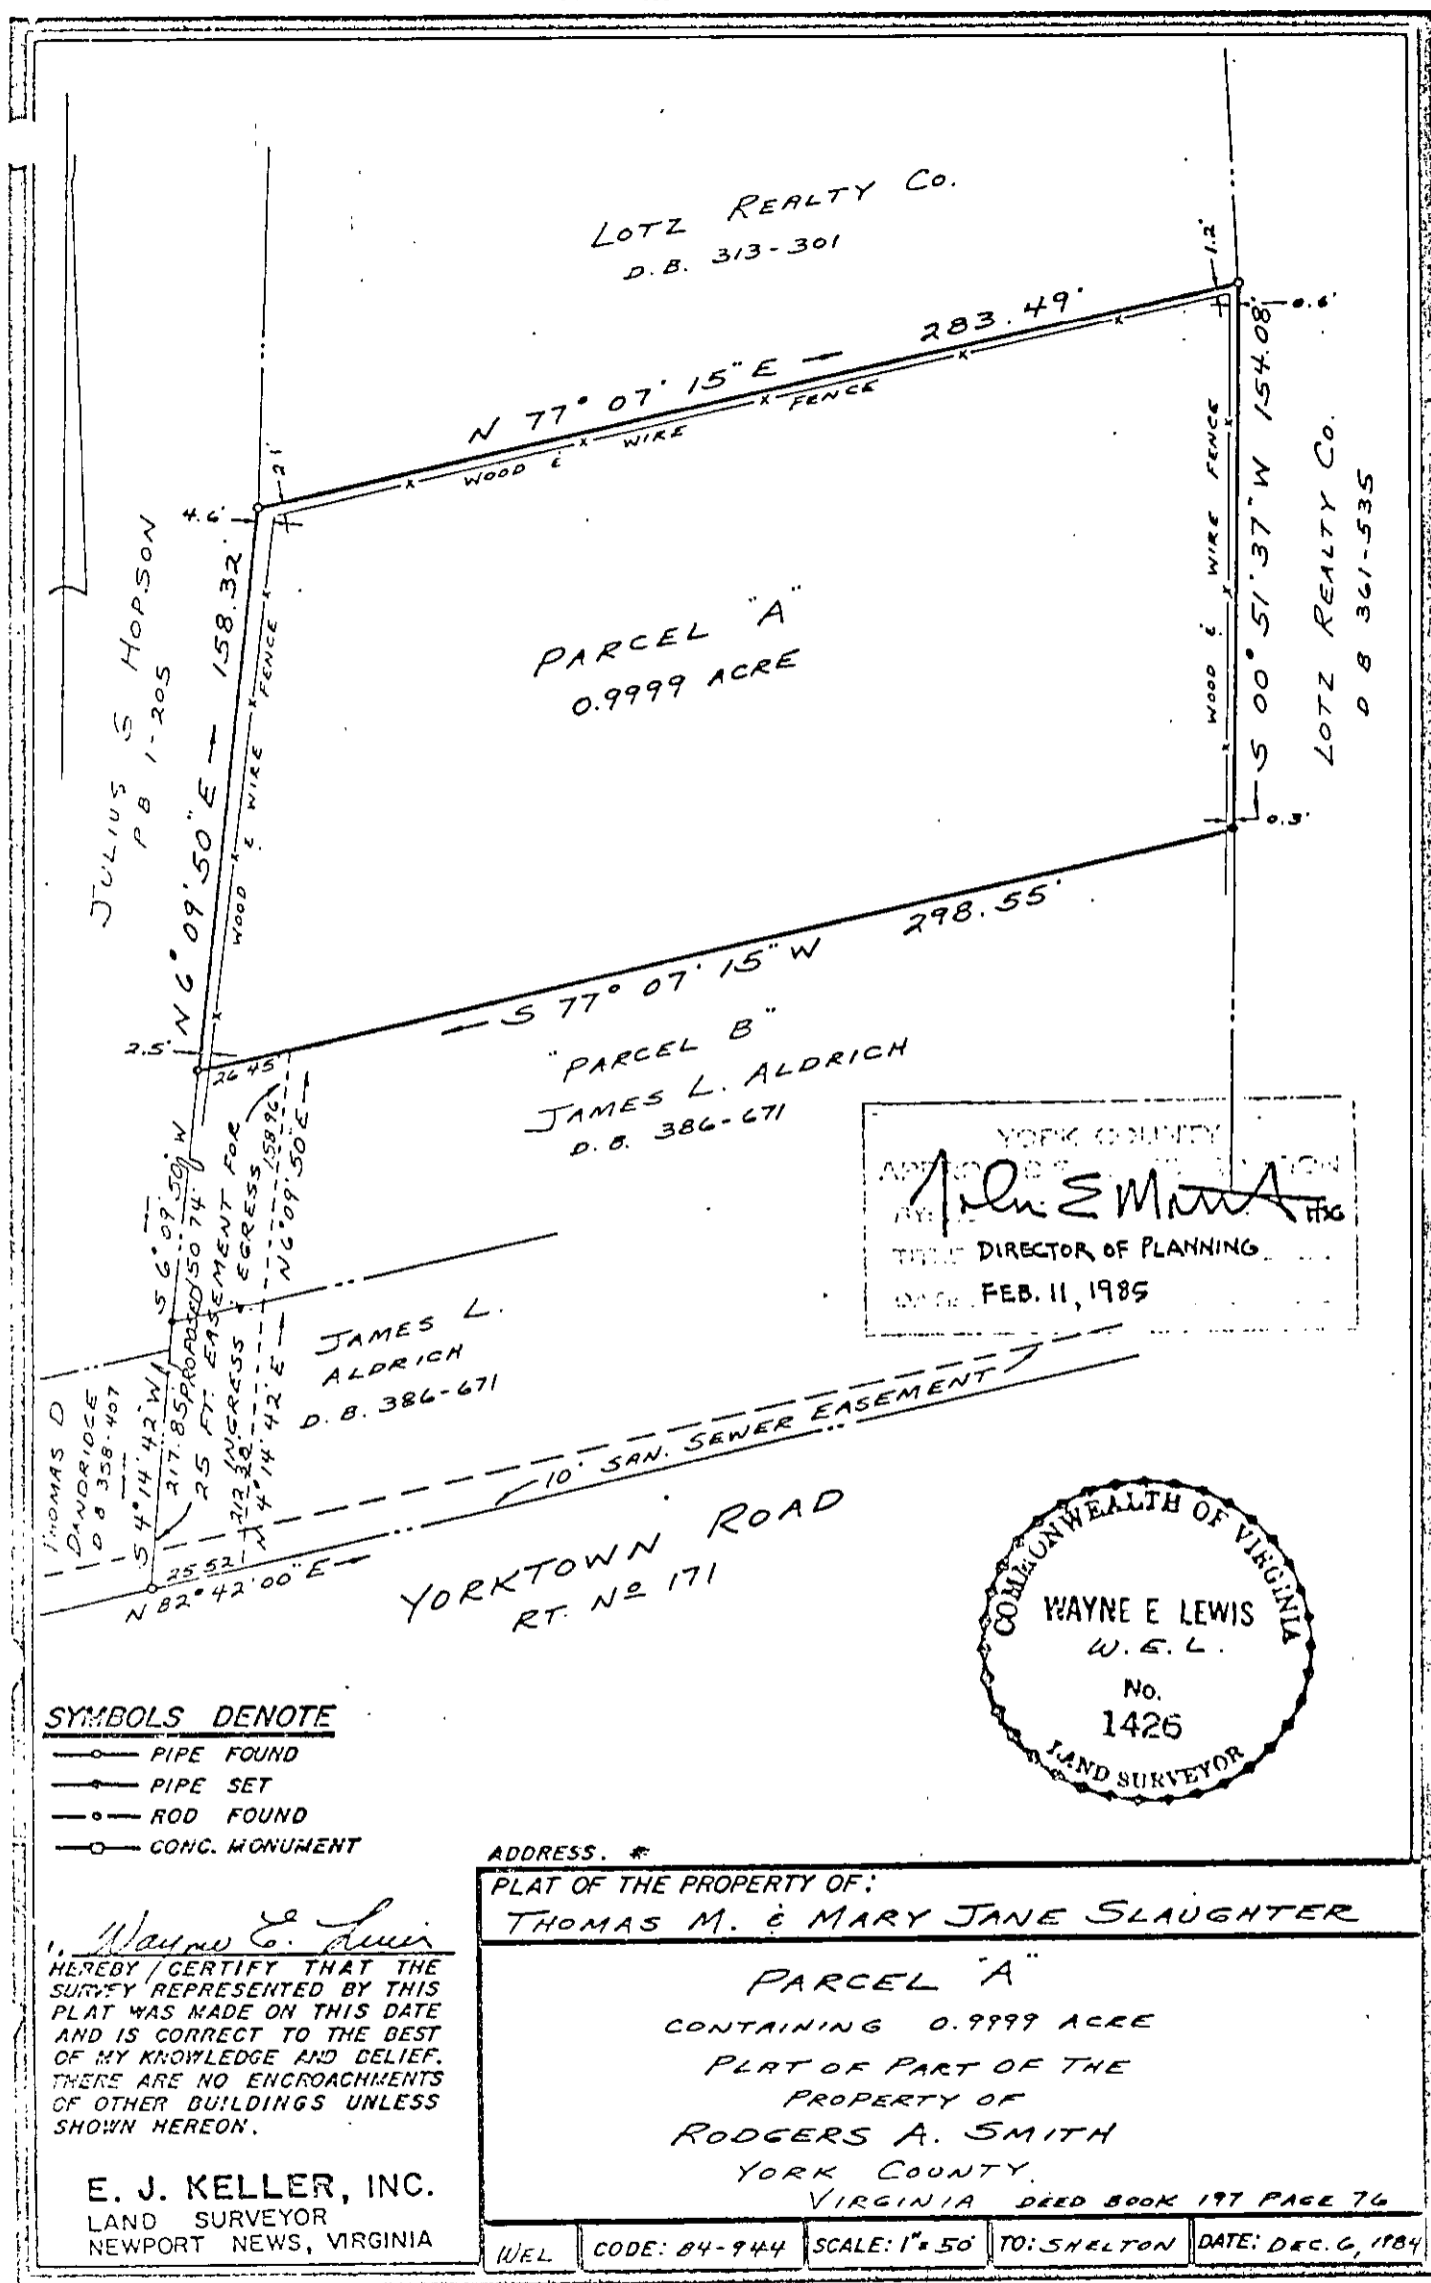 LOTZ REALTY Co.
D.B. 313-301
1.2'
0.6'
283.49'
N 77° 07' 15" E
WOOD & WIRE FENCE
2.1'
4.6'
S 00° 51' 37" W 154.08'
WOOD & WIRE FENCE
LOTZ REALTY Co.
D B 361-535
JULIUS S HOPSON
P B 1-205
N 6° 09' 50" E 158.32'
WOOD & WIRE FENCE
PARCEL "A"
0.9999 ACRE
0.3'
298.55'
S 77° 07' 15" W
2.5'
26.45
"PARCEL B"
JAMES L. ALDRICH
D.B. 386-671
S 6° 09' 50" W
150.74
PROPOSED
25 FT. EASEMENT FOR
INGRESS & EGRESS
158.96
N 6° 09' 50" E
YORK COUNTY
DIRECTOR OF PLANNING
FEB. 11, 1985
JAMES L.
ALDRICH
D.B. 386-671
THOMAS D
DANDRIDGE
D B 358-407
S 4° 14' 42" W
217.85
212.20
N 4° 14' 42" E
10' SAN. SEWER EASEMENT
25.52
N 82° 42' 00" E
YORKTOWN ROAD
RT. No 171
COMMONWEALTH OF VIRGINIA
WAYNE E LEWIS
W.E.L.
No.
1426
LAND SURVEYOR
SYMBOLS DENOTE
PIPE FOUND
PIPE SET
ROD FOUND
CONC. MONUMENT
ADDRESS. #
PLAT OF THE PROPERTY OF:
THOMAS M. & MARY JANE SLAUGHTER
I, Wayne E. Lewis
HEREBY CERTIFY THAT THE
SURVEY REPRESENTED BY THIS
PLAT WAS MADE ON THIS DATE
AND IS CORRECT TO THE BEST
OF MY KNOWLEDGE AND BELIEF.
THERE ARE NO ENCROACHMENTS
OF OTHER BUILDINGS UNLESS
SHOWN HEREON.
E. J. KELLER, INC.
LAND SURVEYOR
NEWPORT NEWS, VIRGINIA
PARCEL "A"
CONTAINING 0.9999 ACRE
PLAT OF PART OF THE
PROPERTY OF
RODGERS A. SMITH
YORK COUNTY,
VIRGINIA DEED BOOK 197 PAGE 76
WEL
CODE: 84-944
SCALE: 1"=50'
TO: SHELTON
DATE: DEC. 6, 1984